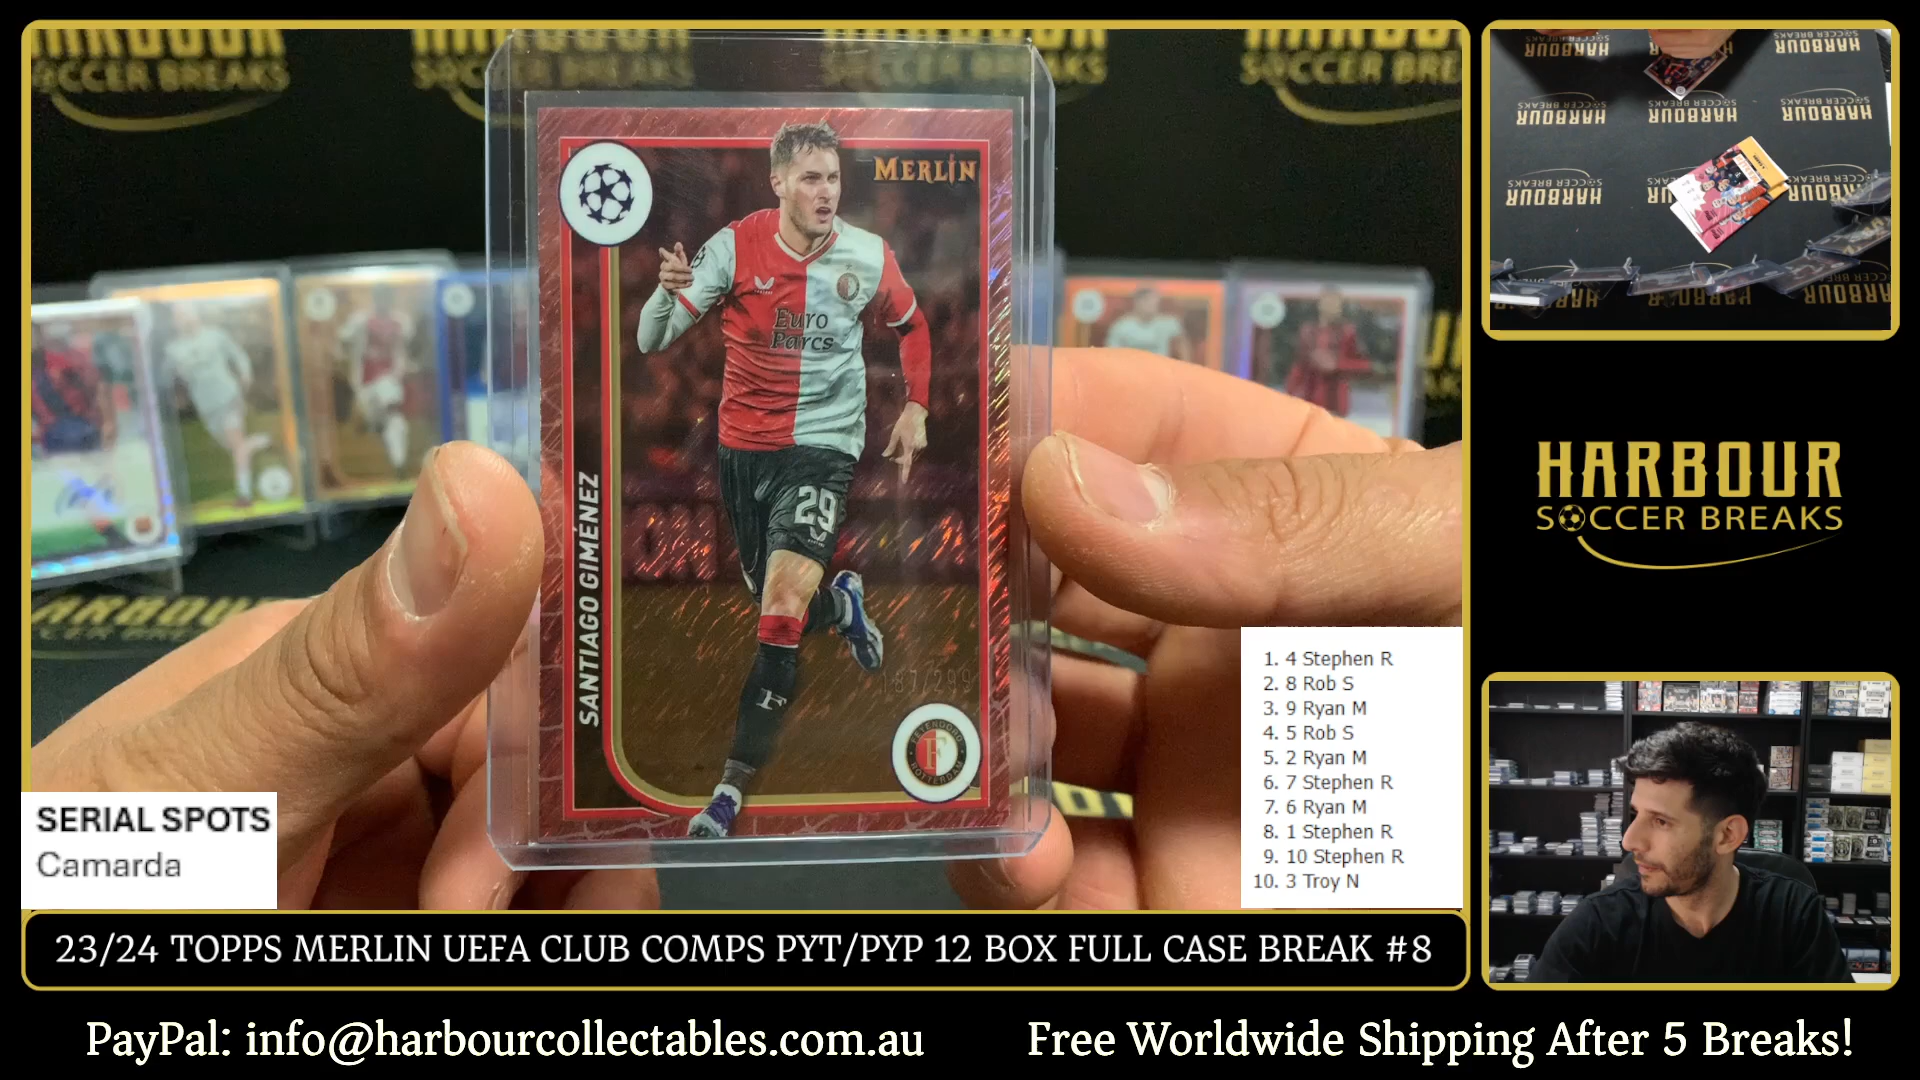 HARBOUR
SOCCER BREAKS
MERLIN
Euro
Parcs
29
SANTIAGO GIMÉNEZ
187/299
F
FEYENOORD
ROTTERDAM
HARBOUR
SOCCER BREAKS
SERIAL SPOTS
Camarda
1. 4 Stephen R
2. 8 Rob S
3. 9 Ryan M
4. 5 Rob S
5. 2 Ryan M
6. 7 Stephen R
7. 6 Ryan M
8. 1 Stephen R
9. 10 Stephen R
10. 3 Troy N
23/24 TOPPS MERLIN UEFA CLUB COMPS PYT/PYP 12 BOX FULL CASE BREAK #8
PayPal: info@harbourcollectables.com.au
Free Worldwide Shipping After 5 Breaks!